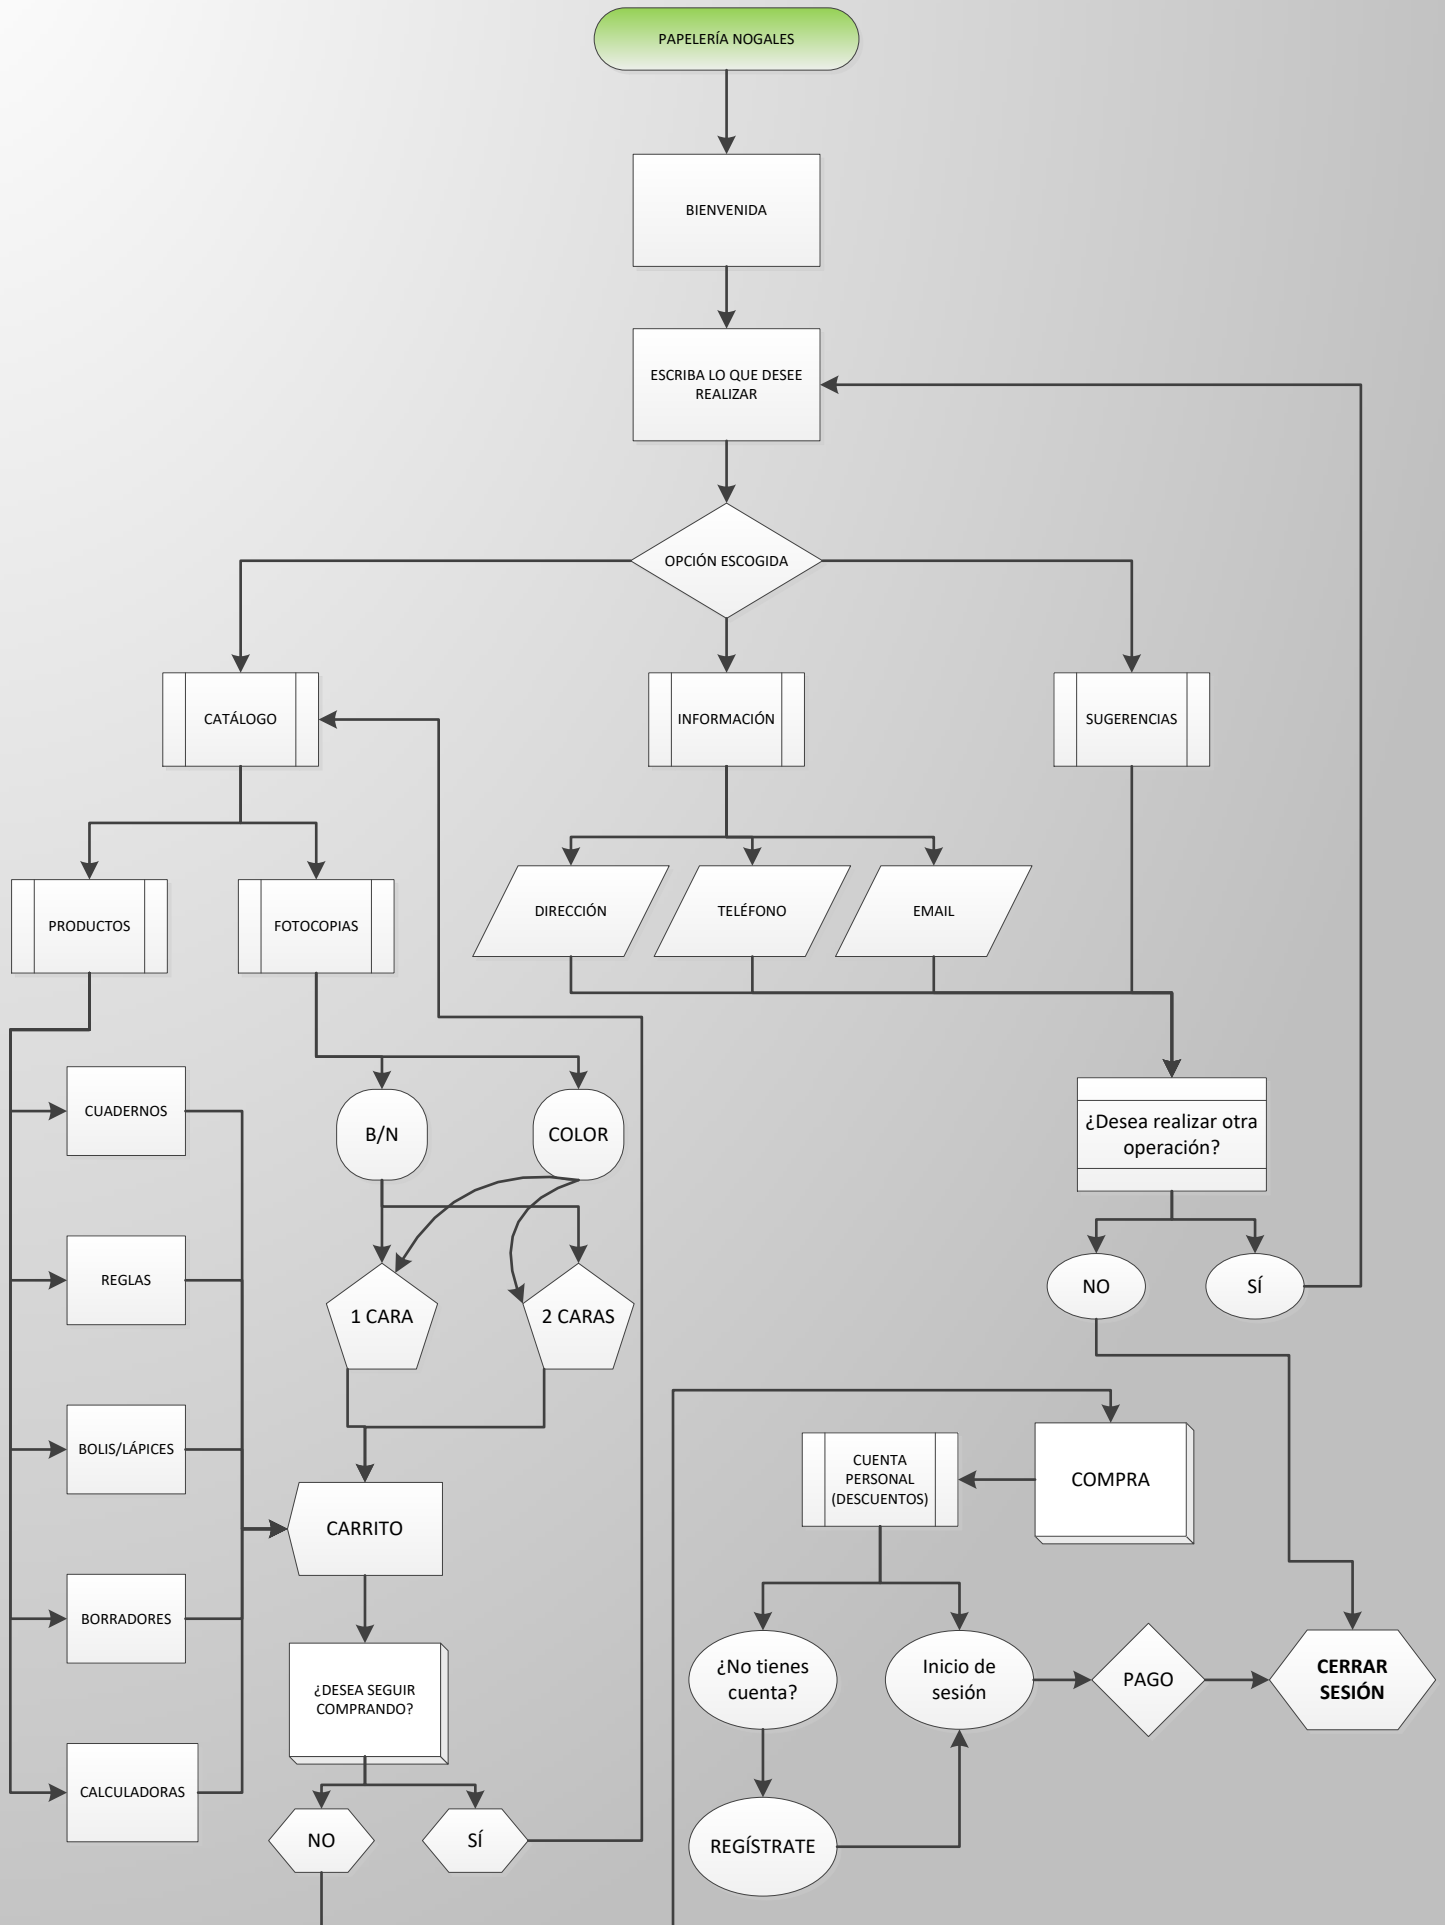 PAPELERÍA NOGALES
BIENVENIDA
ESCRIBA LO QUE DESEE
REALIZAR
OPCIÓN ESCOGIDA
CATÁLOGO
INFORMACIÓN
SUGERENCIAS
PRODUCTOS
FOTOCOPIAS
DIRECCIÓN
TELÉFONO
EMAIL
CUADERNOS
B/N
COLOR
¿Desea realizar otra
operación?
REGLAS
1 CARA
2 CARAS
NO
SÍ
BOLIS/LÁPICES
CUENTA
PERSONAL
(DESCUENTOS)
COMPRA
CARRITO
BORRADORES
¿DESEA SEGUIR
COMPRANDO?
¿No tienes
cuenta?
Inicio de
sesión
PAGO
CERRAR
SESIÓN
CALCULADORAS
NO
SÍ
REGÍSTRATE